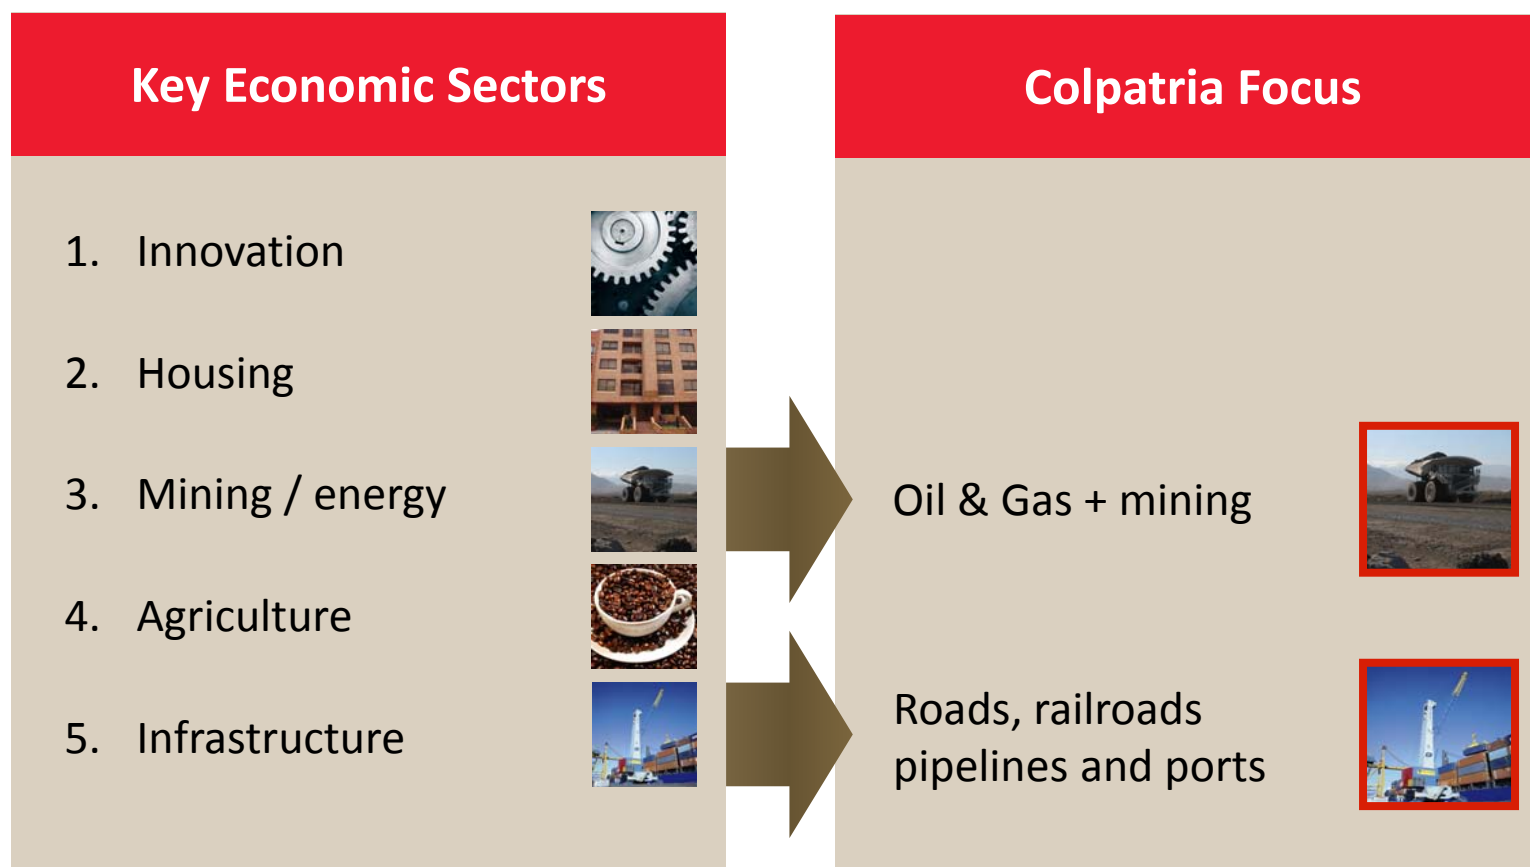 Key Economic Sectors
1. Innovation
2. Housing
3. Mining / energy
4. Agriculture
5. Infrastructure
Colpatria Focus
Oil & Gas + mining
Roads, railroads
pipelines and ports